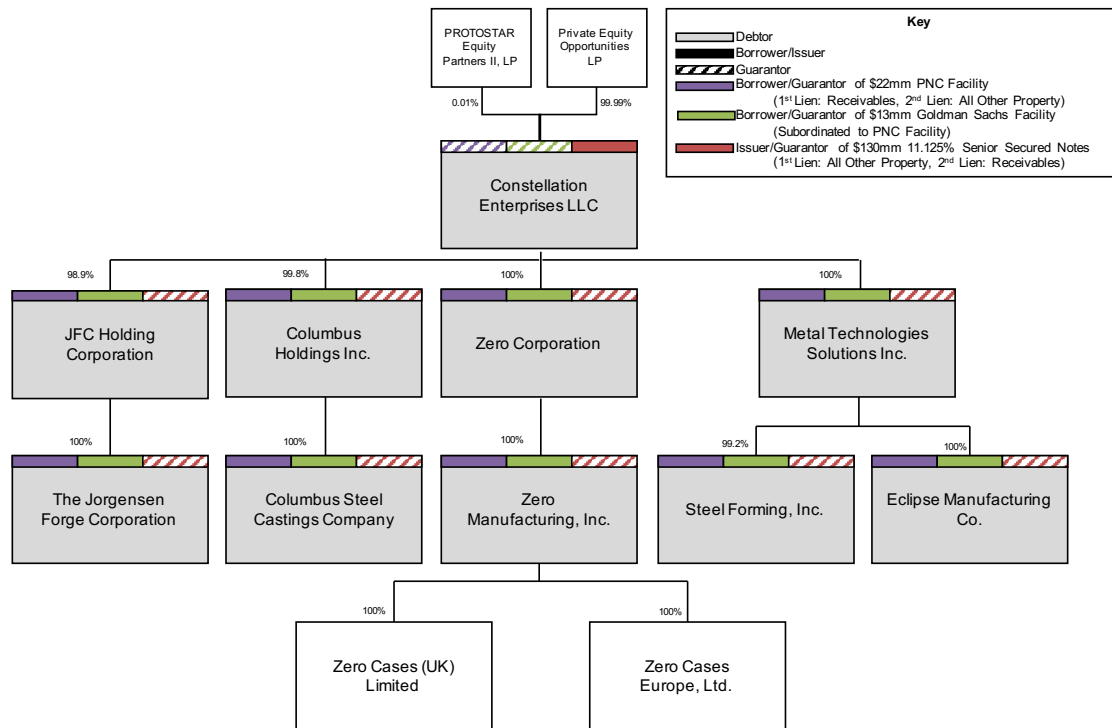 PROTOSTAR
Equity
Partners II, LP
Private Equity
Opportunities
LP
0.01%
99.99%
Key
Debtor
Borrower/Issuer
Guarantor
Borrower/Guarantor of $22mm PNC Facility
(1st Lien: Receivables, 2nd Lien: All Other Property)
Borrower/Guarantor of $13mm Goldman Sachs Facility
(Subordinated to PNC Facility)
Issuer/Guarantor of $130mm 11.125% Senior Secured Notes
(1st Lien: All Other Property, 2nd Lien: Receivables)
Constellation
Enterprises LLC
98.9%
99.8%
100%
100%
JFC Holding
Corporation
Columbus
Holdings Inc.
Zero Corporation
Metal Technologies
Solutions Inc.
100%
100%
100%
99.2%
100%
The Jorgensen
Forge Corporation
Columbus Steel
Castings Company
Zero
Manufacturing, Inc.
Steel Forming, Inc.
Eclipse Manufacturing
Co.
100%
100%
Zero Cases (UK)
Limited
Zero Cases
Europe, Ltd.